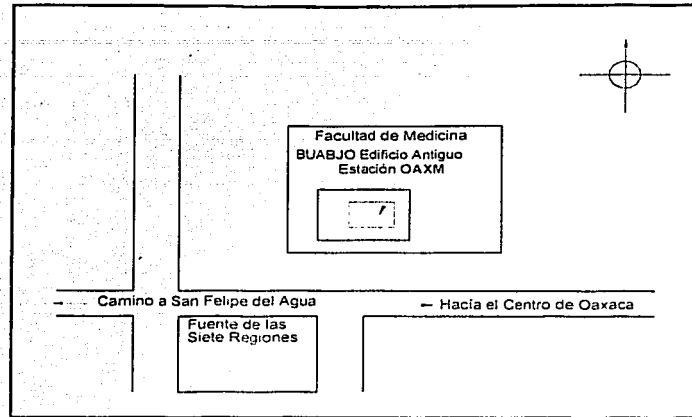 Facultad de Medicina
BUABJO Edificio Antiguo
Estación OAXM
← Camino a San Felipe del Agua
← Hacía el Centro de Oaxaca
Fuente de las
Siete Regiones